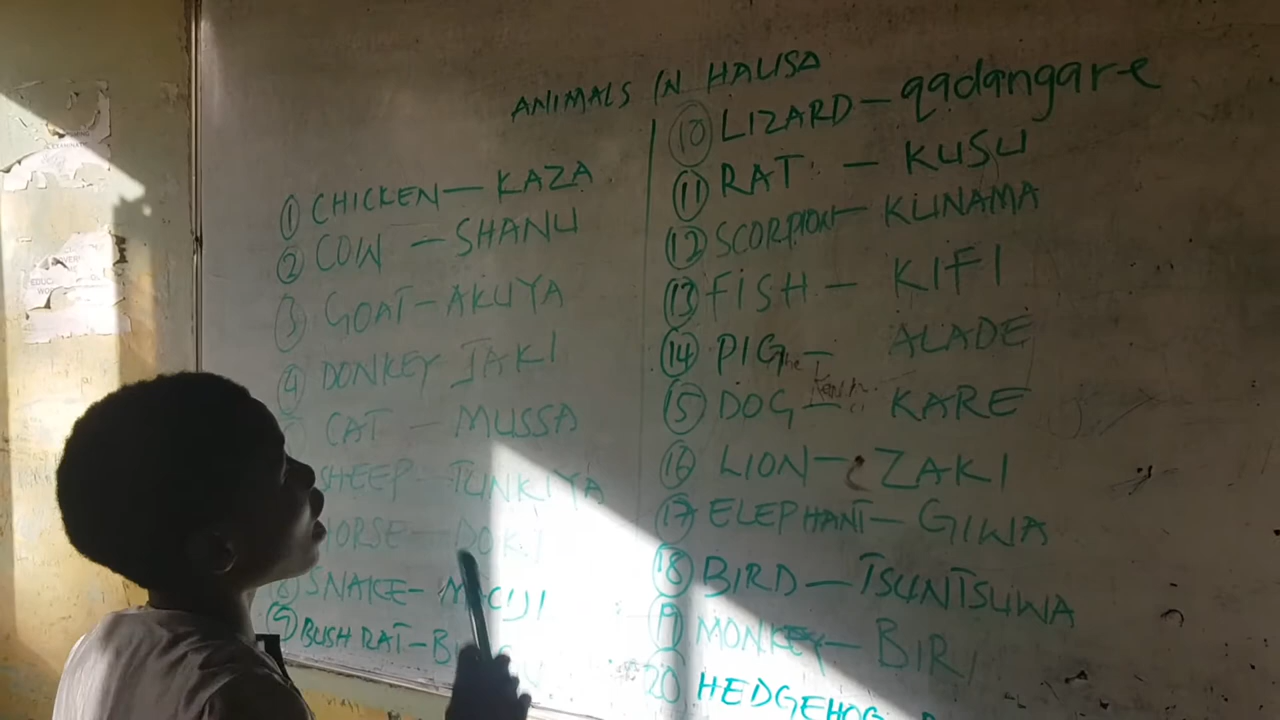 ANIMALS IN HAUSA
① CHICKEN — KAZA
② COW — SHANU
③ GOAT — AKUYA
④ DONKEY JAKI
CAT — MUSSA
SHEEP — TUNKIYA
HORSE — DOKI
⑧ SNAKE — MACIJI
⑨ BUSH RAT —
⑩ LIZARD — qadangare
⑪ RAT — KUSU
⑫ SCORPION — KUNAMA
⑬ FISH — KIFI
⑭ PIG — ALADE
⑮ DOG — KARE
⑯ LION — ZAKI
⑰ ELEPHANT — GIWA
⑱ BIRD — TSUNTSUWA
⑲ MONKEY — BIRI
20 HEDGEHOG